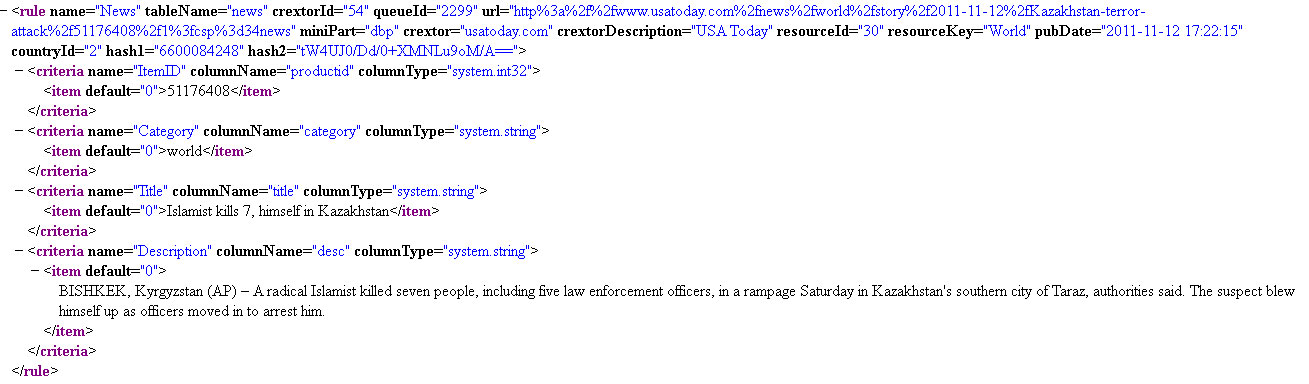 − <rule name="News" tableName="news" crextorId="54" queueId="2299" url="http%3a%2f%2fwww.usatoday.com%2fnews%2fworld%2fstory%2f2011-11-12%2fKazakhstan-terror-
attack%2f51176408%2f1%3fcsp%3d34news" miniPart="dbp" crextor="usatoday.com" crextorDescription="USA Today" resourceId="30" resourceKey="World" pubDate="2011-11-12 17:22:15"
countryId="2" hash1="6600084248" hash2="tW4UI0/Dd/0+XMNLu9oM/A==">
− <criteria name="ItemID" columnName="productid" columnType="system.int32">
<item default="0">51176408</item>
</criteria>
− <criteria name="Category" columnName="category" columnType="system.string">
<item default="0">world</item>
</criteria>
− <criteria name="Title" columnName="title" columnType="system.string">
<item default="0">Islamist kills 7, himself in Kazakhstan</item>
</criteria>
− <criteria name="Description" columnName="desc" columnType="system.string">
− <item default="0">
BISHKEK, Kyrgyzstan (AP) – A radical Islamist killed seven people, including five law enforcement officers, in a rampage Saturday in Kazakhstan's southern city of Taraz, authorities said. The suspect blew
himself up as officers moved in to arrest him.
</item>
</criteria>
</rule>